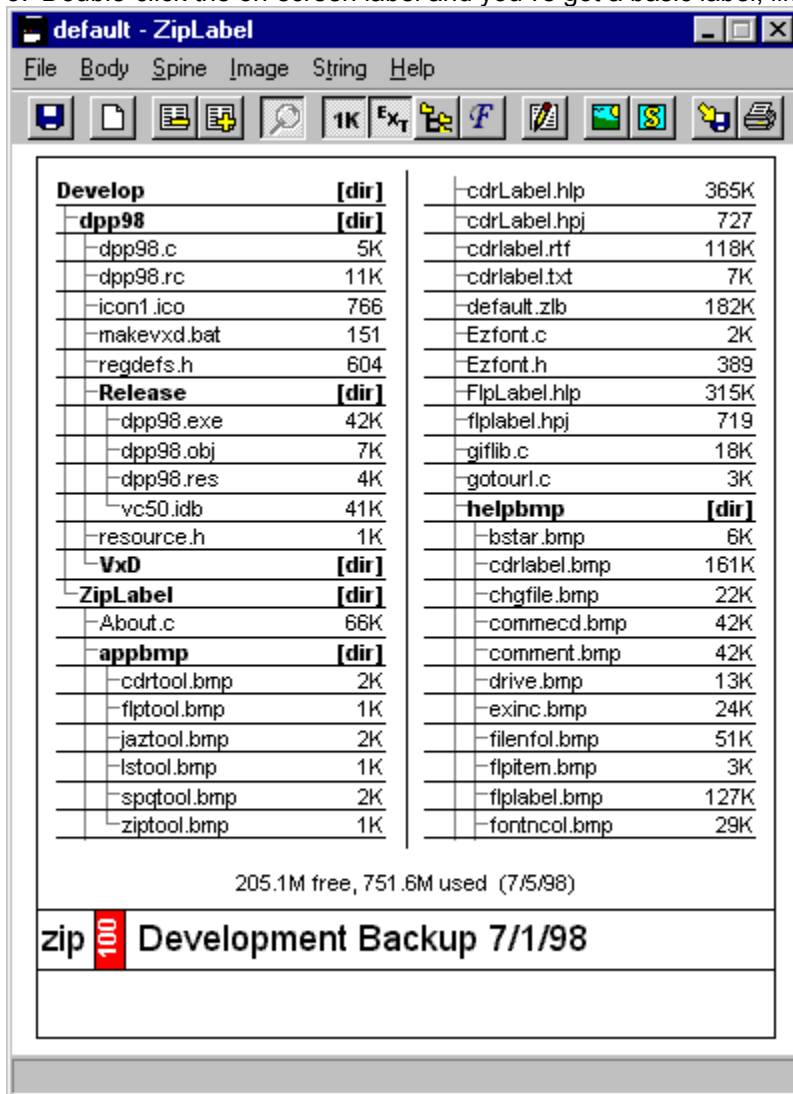 default - ZipLabel
File Body Spine Image String Help
1K EXT F S
Develop [dir]
dpp98 [dir]
dpp98.c 5K
dpp98.rc 11K
icon1.ico 766
makevxd.bat 151
regdefs.h 604
Release [dir]
dpp98.exe 42K
dpp98.obj 7K
dpp98.res 4K
vc50.idb 41K
resource.h 1K
VxD [dir]
ZipLabel [dir]
About.c 66K
appbmp [dir]
cdrtool.bmp 2K
flptool.bmp 1K
jaztool.bmp 2K
lstool.bmp 1K
spqtool.bmp 2K
ziptool.bmp 1K
cdrLabel.hlp 365K
cdrLabel.hpj 727
cdrlabel.rtf 118K
cdrlabel.txt 7K
default.zlb 182K
Ezfont.c 2K
Ezfont.h 389
FlpLabel.hlp 315K
flplabel.hpj 719
giflib.c 18K
gotourl.c 3K
helpbmp [dir]
bstar.bmp 6K
cdrlabel.bmp 161K
chgfile.bmp 22K
commecd.bmp 42K
comment.bmp 42K
drive.bmp 13K
exinc.bmp 24K
filenfol.bmp 51K
flpitem.bmp 3K
flplabel.bmp 127K
fontncol.bmp 29K
205.1M free, 751.6M used (7/5/98)
zip 100 Development Backup 7/1/98